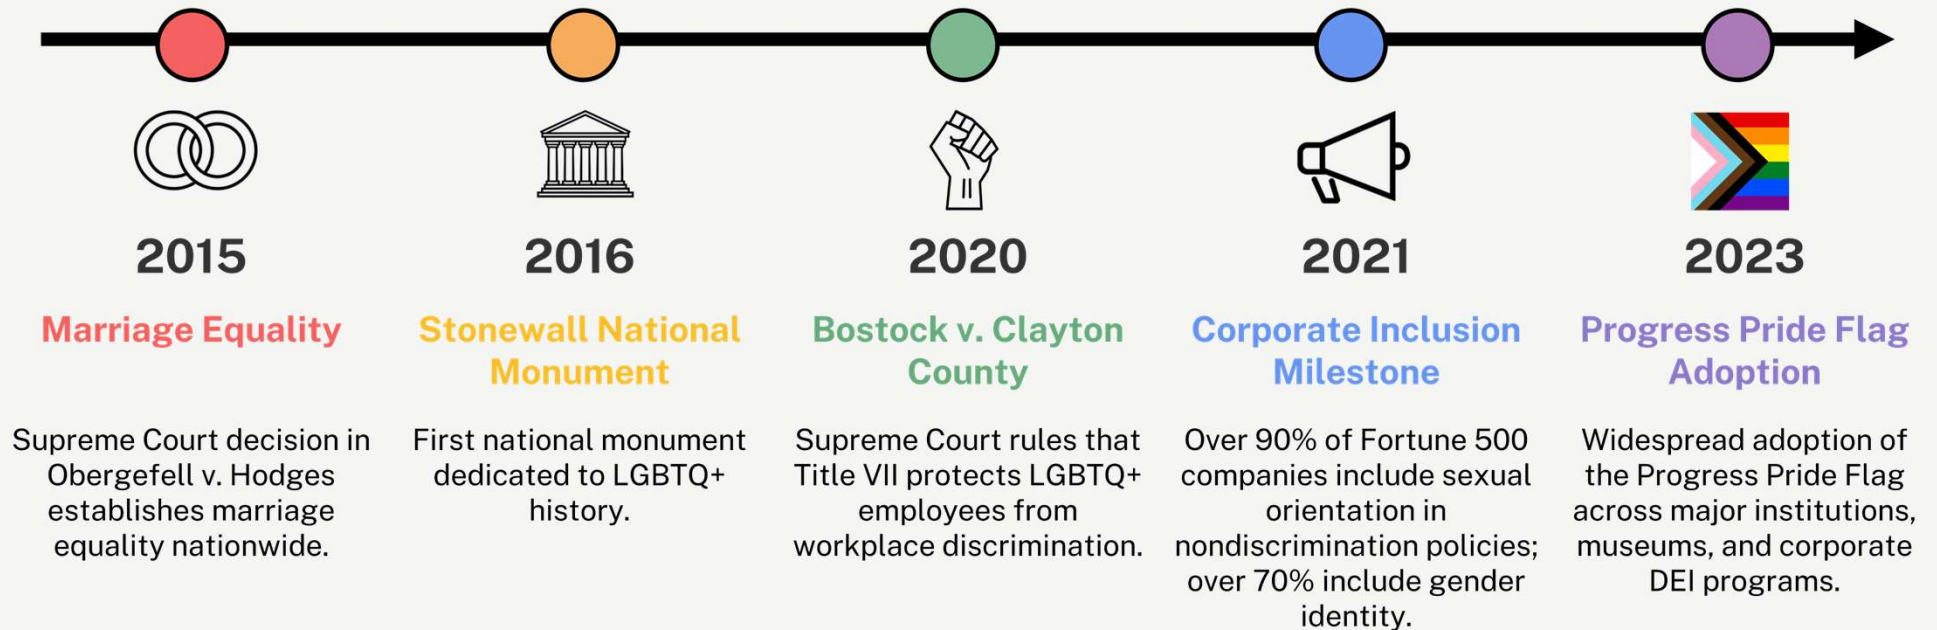 2015
Marriage Equality
Supreme Court decision in
Obergefell v. Hodges
establishes marriage
equality nationwide.
2016
Stonewall National
Monument
First national monument
dedicated to LGBTQ+
history.
2020
Bostock v. Clayton
County
Supreme Court rules that
Title VII protects LGBTQ+
employees from
workplace discrimination.
2021
Corporate Inclusion
Milestone
Over 90% of Fortune 500
companies include sexual
orientation in
nondiscrimination policies;
over 70% include gender
identity.
2023
Progress Pride Flag
Adoption
Widespread adoption of
the Progress Pride Flag
across major institutions,
museums, and corporate
DEI programs.